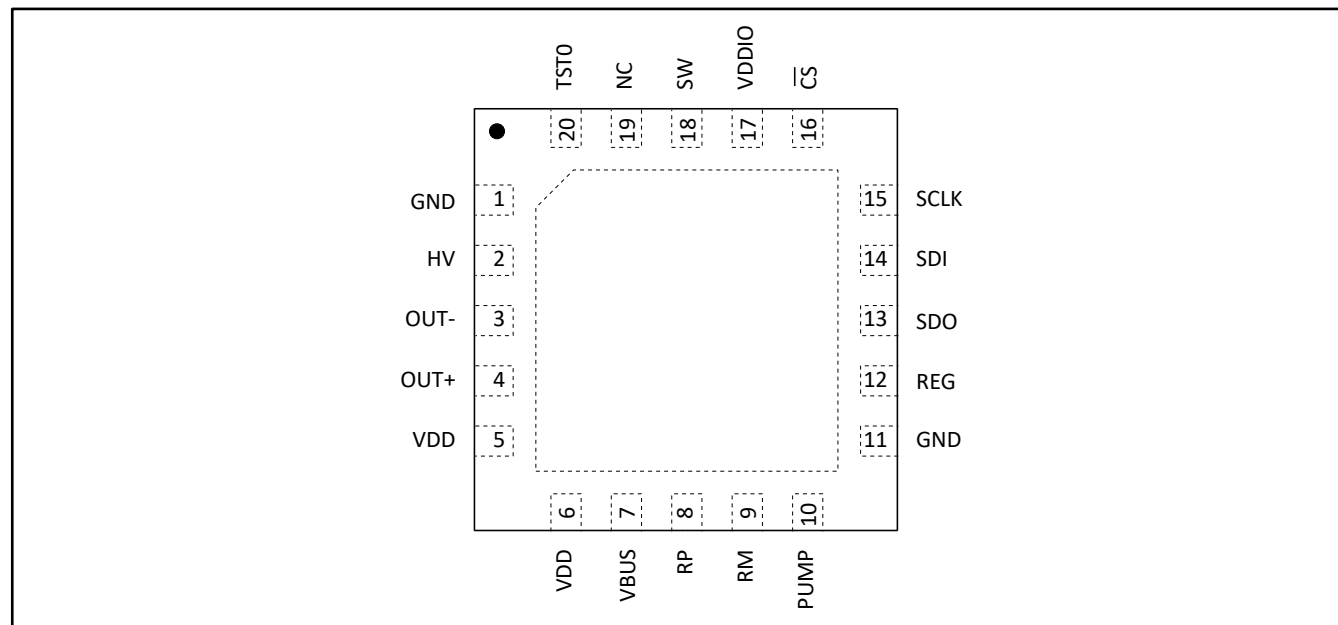 TST0 NC SW VDDIO CS
20 19 18 17 16
GND 1 15 SCLK
HV 2 14 SDI
OUT- 3 13 SDO
OUT+ 4 12 REG
VDD 5 11 GND
6 7 8 9 10
VDD VBUS RP RM PUMP